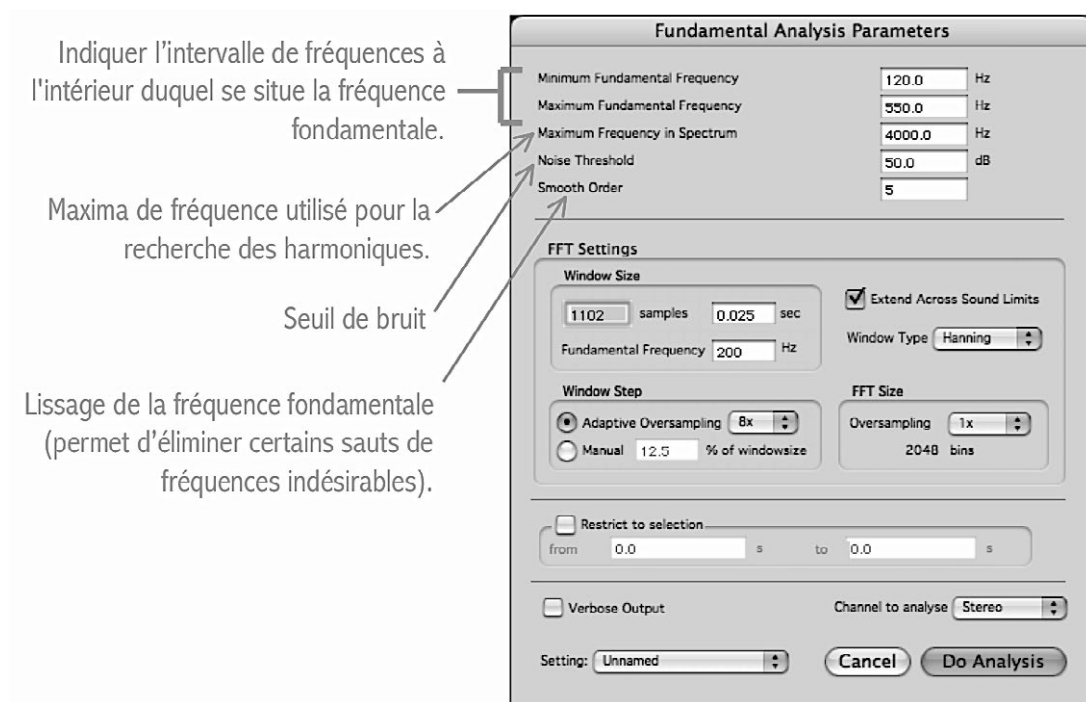 Indiquer l'intervalle de fréquences à
l'intérieur duquel se situe la fréquence
fondamentale.
Maxima de fréquence utilisé pour la
recherche des harmoniques.
Seuil de bruit
Lissage de la fréquence fondamentale
(permet d'éliminer certains sauts de
fréquences indésirables).
Fundamental Analysis Parameters
Minimum Fundamental Frequency 120.0 Hz
Maximum Fundamental Frequency 550.0 Hz
Maximum Frequency in Spectrum 4000.0 Hz
Noise Threshold 50.0 dB
Smooth Order 5
FFT Settings
Window Size
1102 samples 0.025 sec
Fundamental Frequency 200 Hz
Extend Across Sound Limits
Window Type Hanning
Window Step
Adaptive Oversampling 8x
Manual 12.5 % of windowsize
FFT Size
Oversampling 1x
2048 bins
Restrict to selection
from 0.0 s to 0.0 s
Verbose Output
Channel to analyse Stereo
Setting: Unnamed
Cancel
Do Analysis